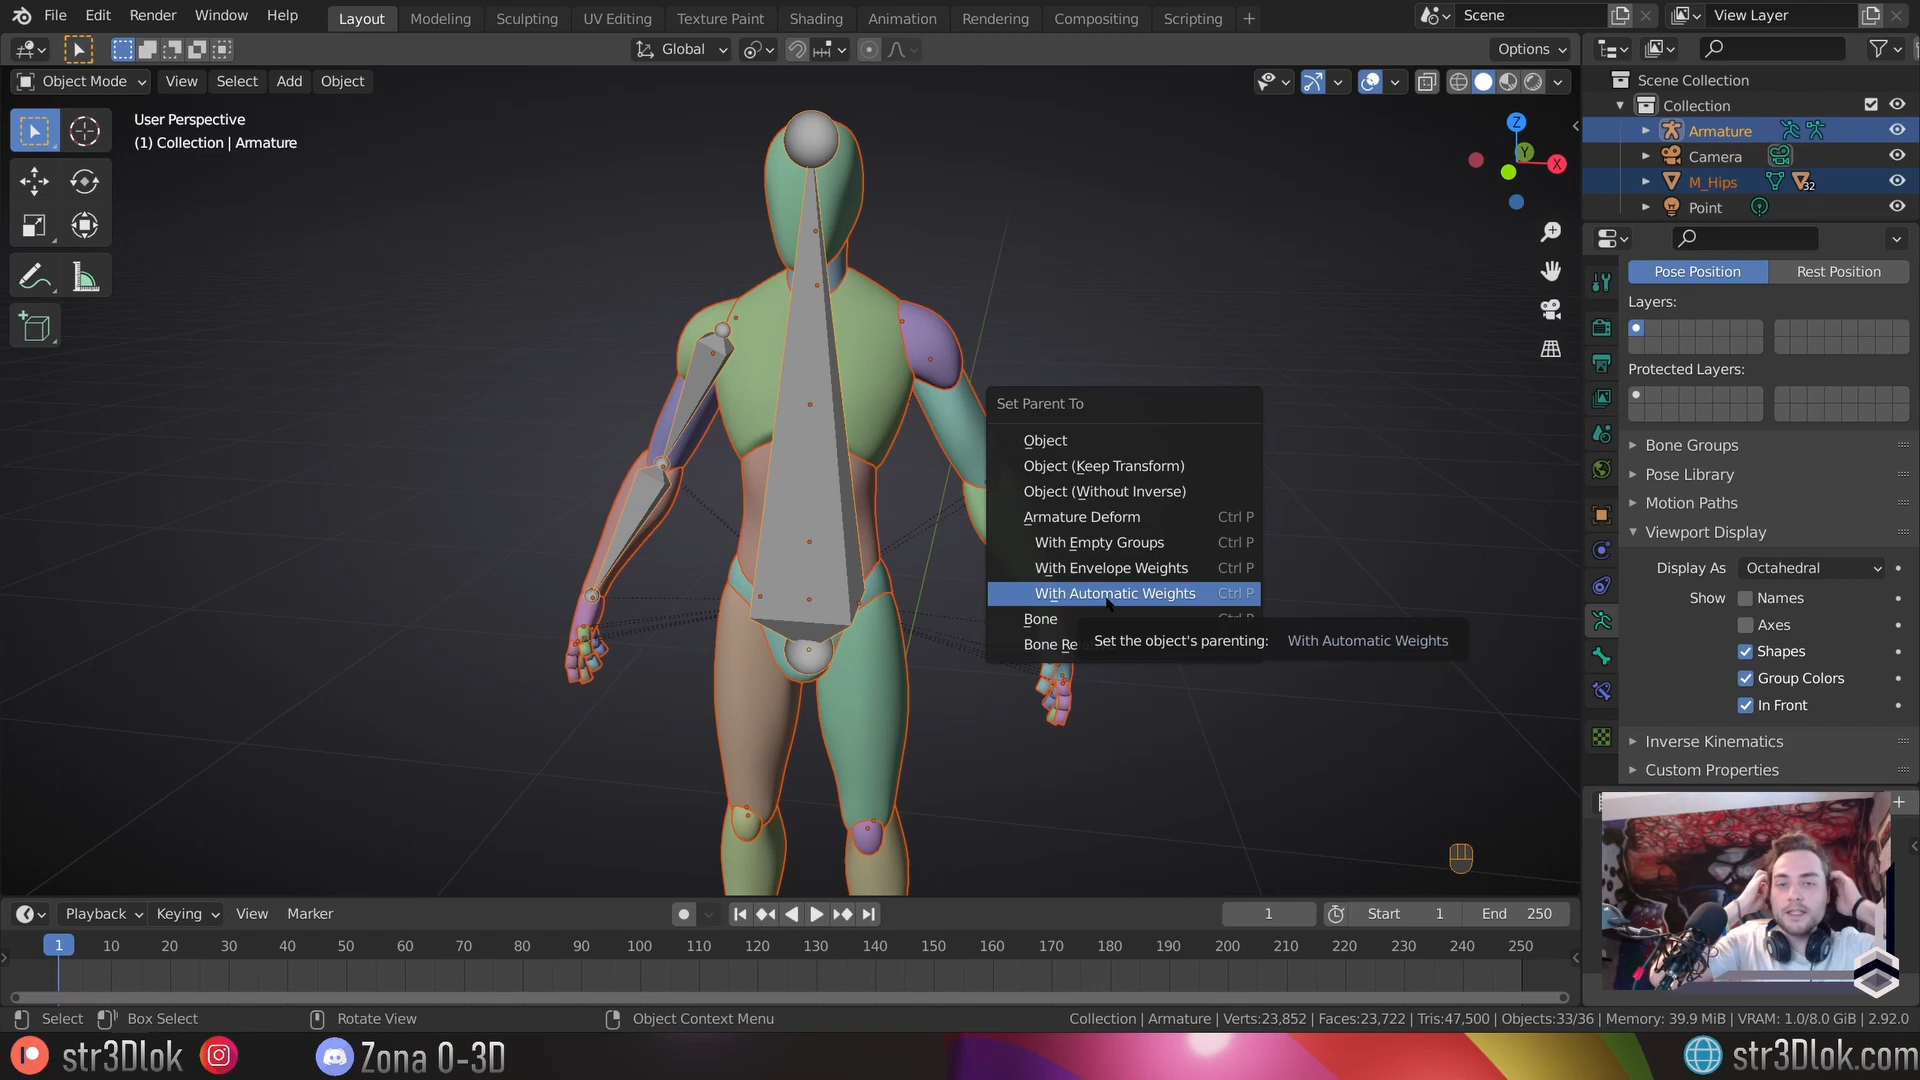 File Edit Render Window Help Layout Modeling Sculpting UV Editing Texture Paint Shading Animation Rendering Compositing Scripting + Scene View Layer
Global Options
Object Mode View Select Add Object
User Perspective
(1) Collection | Armature
Z
Y
X
Scene Collection
Collection
Armature
Camera
M_Hips 32
Point
Pose Position Rest Position
Layers:
Protected Layers:
Bone Groups
Pose Library
Motion Paths
Viewport Display
Display As Octahedral
Show Names
Axes
Shapes
Group Colors
In Front
Inverse Kinematics
Custom Properties
Set Parent To
Object
Object (Keep Transform)
Object (Without Inverse)
Armature Deform Ctrl P
With Empty Groups Ctrl P
With Envelope Weights Ctrl P
With Automatic Weights Ctrl P
Bone Ctrl P
Bone Re
Set the object's parenting: With Automatic Weights
Playback Keying View Marker 1 Start 1 End 250
1 10 20 30 40 50 60 70 80 90 100 110 120 130 140 150 160 170 180 190 200 210 220 230 240 250
Select Box Select Rotate View Object Context Menu Collection | Armature | Verts:23,852 | Faces:23,722 | Tris:47,500 | Objects:33/36 | Memory: 39.9 MiB | VRAM: 1.0/8.0 GiB | 2.92.0
str3Dlok Zona 0-3D str3Dlok.com